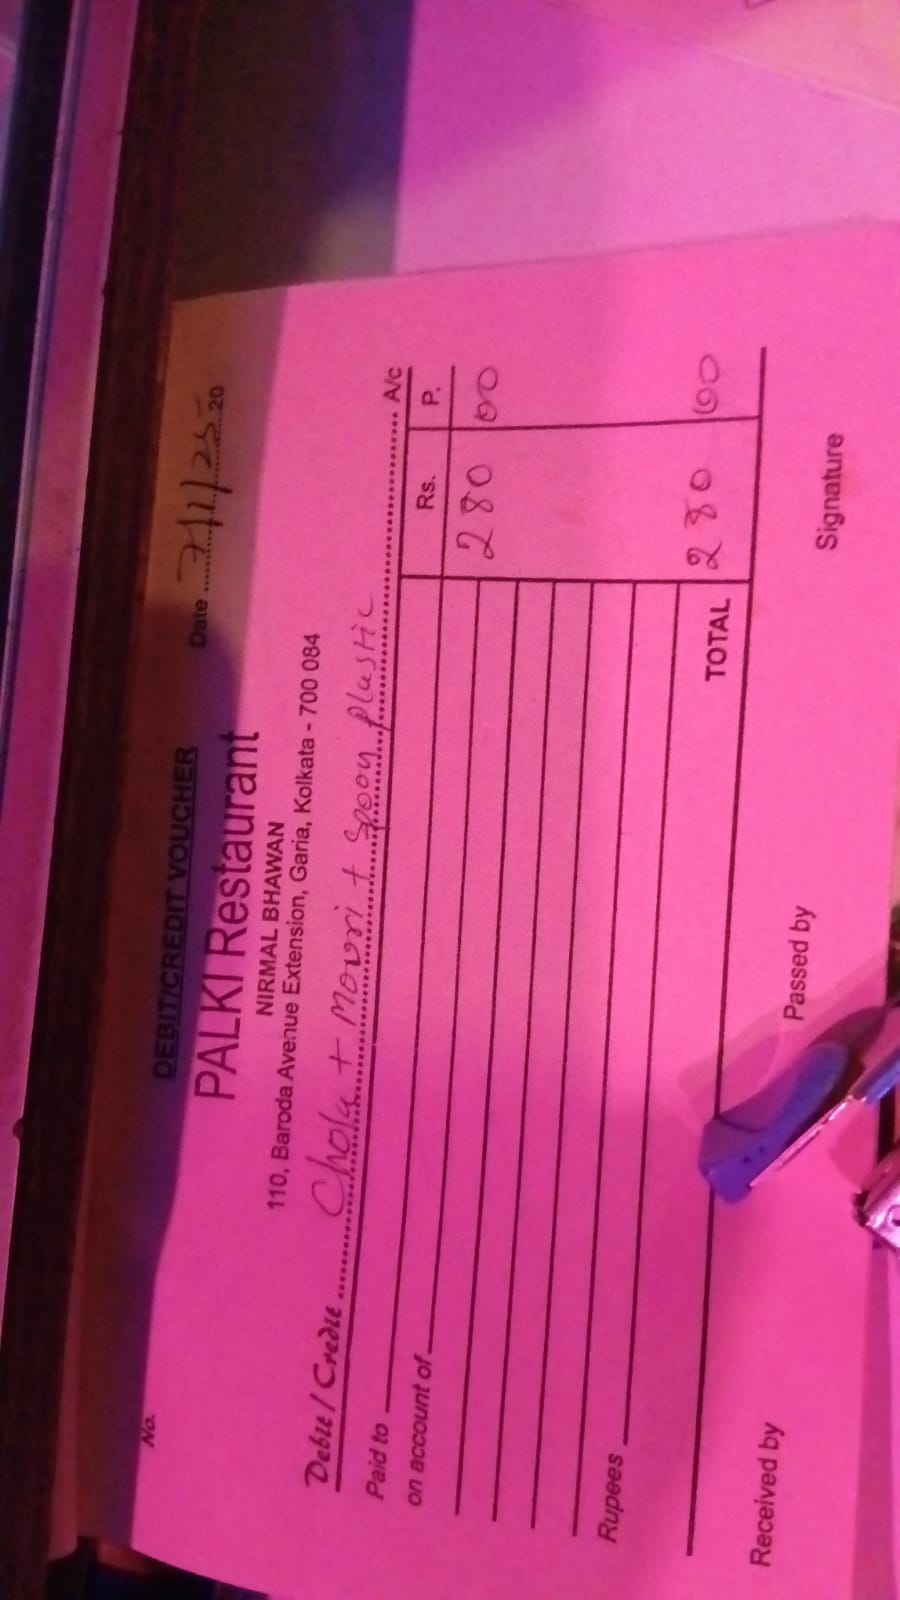 No.
DEBIT/CREDIT VOUCHER
Date 7/1/25 20
PALKI Restaurant
NIRMAL BHAWAN
110, Baroda Avenue Extension, Garia, Kolkata - 700 084
Debit / Credit Chola + Mouri + Spoon plastic A/c
Paid to
on account of
Rs. P.
280 00
Rupees
TOTAL 280 00
Received by Passed by Signature